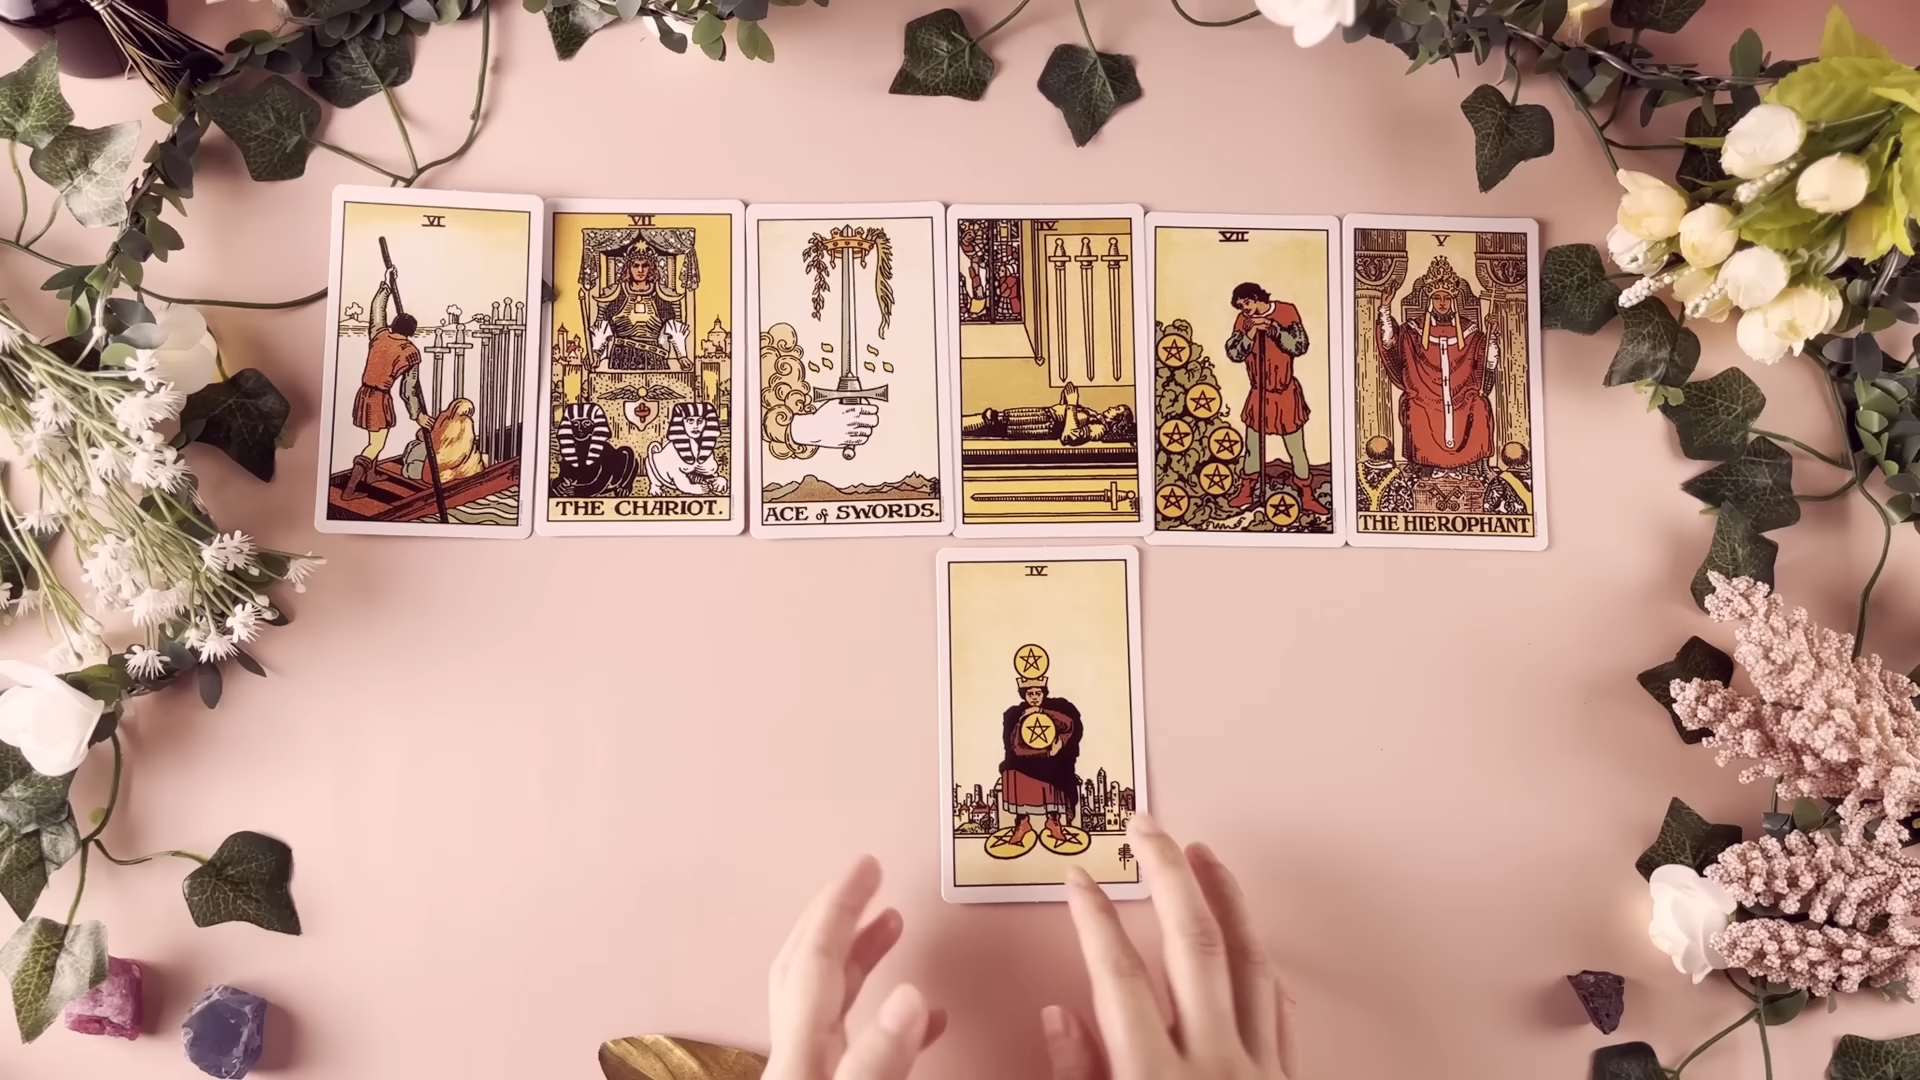 VI
VII
THE CHARIOT.
ACE of SWORDS.
IV
VII
V
THE HIEROPHANT
IV